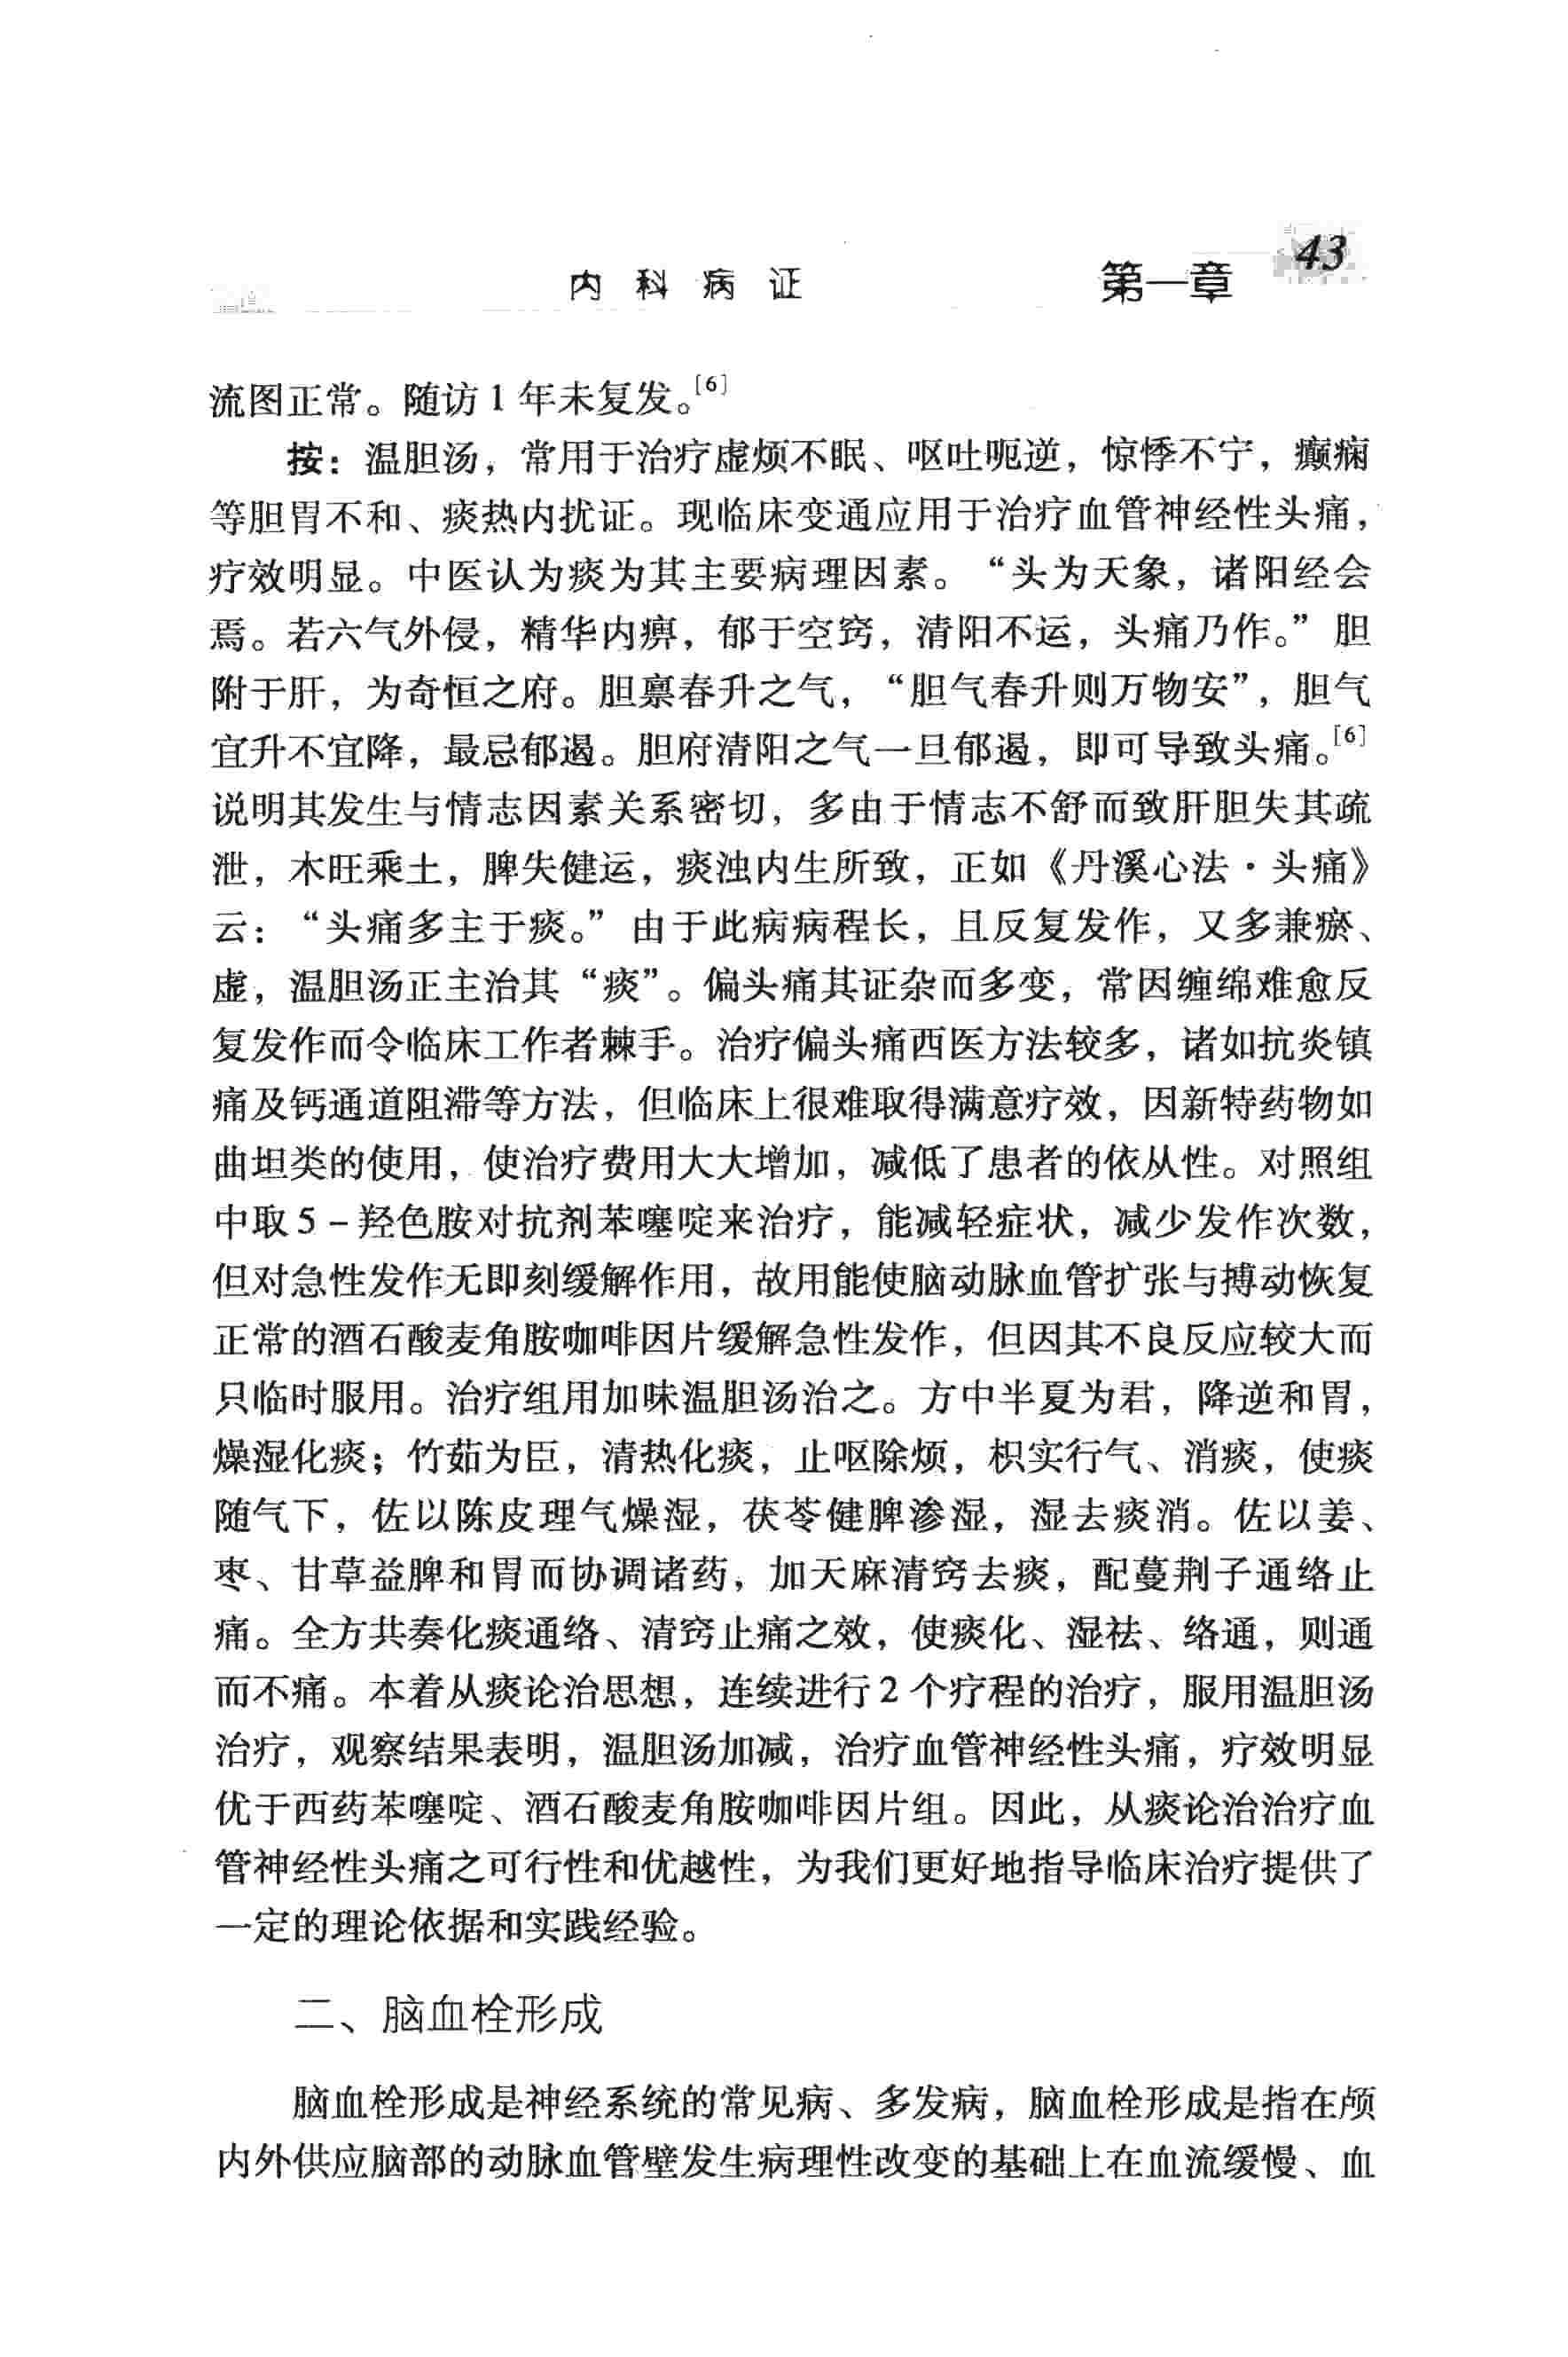 内科病证 第一章 43
流图正常。随访1年未复发。[6]
按：温胆汤，常用于治疗虚烦不眠、呕吐呃逆，惊悸不宁，癫痫
等胆胃不和、痰热内扰证。现临床变通应用于治疗血管神经性头痛，
疗效明显。中医认为痰为其主要病理因素。“头为天象，诸阳经会
焉。若六气外侵，精华内痹，郁于空窍，清阳不运，头痛乃作。”胆
附于肝，为奇恒之府。胆禀春升之气，“胆气春升则万物安”，胆气
宜升不宜降，最忌郁遏。胆府清阳之气一旦郁遏，即可导致头痛。[6]
说明其发生与情志因素关系密切，多由于情志不舒而致肝胆失其疏
泄，木旺乘土，脾失健运，痰浊内生所致，正如《丹溪心法·头痛》
云：“头痛多主于痰。”由于此病病程长，且反复发作，又多兼瘀、
虚，温胆汤正主治其“痰”。偏头痛其证杂而多变，常因缠绵难愈反
复发作而令临床工作者棘手。治疗偏头痛西医方法较多，诸如抗炎镇
痛及钙通道阻滞等方法，但临床上很难取得满意疗效，因新特药物如
曲坦类的使用，使治疗费用大大增加，减低了患者的依从性。对照组
中取5－羟色胺对抗剂苯噻啶来治疗，能减轻症状，减少发作次数，
但对急性发作无即刻缓解作用，故用能使脑动脉血管扩张与搏动恢复
正常的酒石酸麦角胺咖啡因片缓解急性发作，但因其不良反应较大而
只临时服用。治疗组用加味温胆汤治之。方中半夏为君，降逆和胃，
燥湿化痰；竹茹为臣，清热化痰，止呕除烦，枳实行气、消痰，使痰
随气下，佐以陈皮理气燥湿，茯苓健脾渗湿，湿去痰消。佐以姜、
枣、甘草益脾和胃而协调诸药，加天麻清窍去痰，配蔓荆子通络止
痛。全方共奏化痰通络、清窍止痛之效，使痰化、湿祛、络通，则通
而不痛。本着从痰论治思想，连续进行2个疗程的治疗，服用温胆汤
治疗，观察结果表明，温胆汤加减，治疗血管神经性头痛，疗效明显
优于西药苯噻啶、酒石酸麦角胺咖啡因片组。因此，从痰论治治疗血
管神经性头痛之可行性和优越性，为我们更好地指导临床治疗提供了
一定的理论依据和实践经验。
二、脑血栓形成
脑血栓形成是神经系统的常见病、多发病，脑血栓形成是指在颅
内外供应脑部的动脉血管壁发生病理性改变的基础上在血流缓慢、血